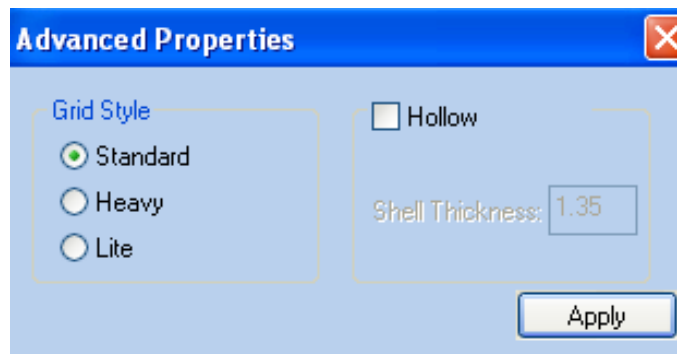 Advanced Properties
Grid Style
Standard
Heavy
Lite
Hollow
Shell Thickness: 1.35
Apply